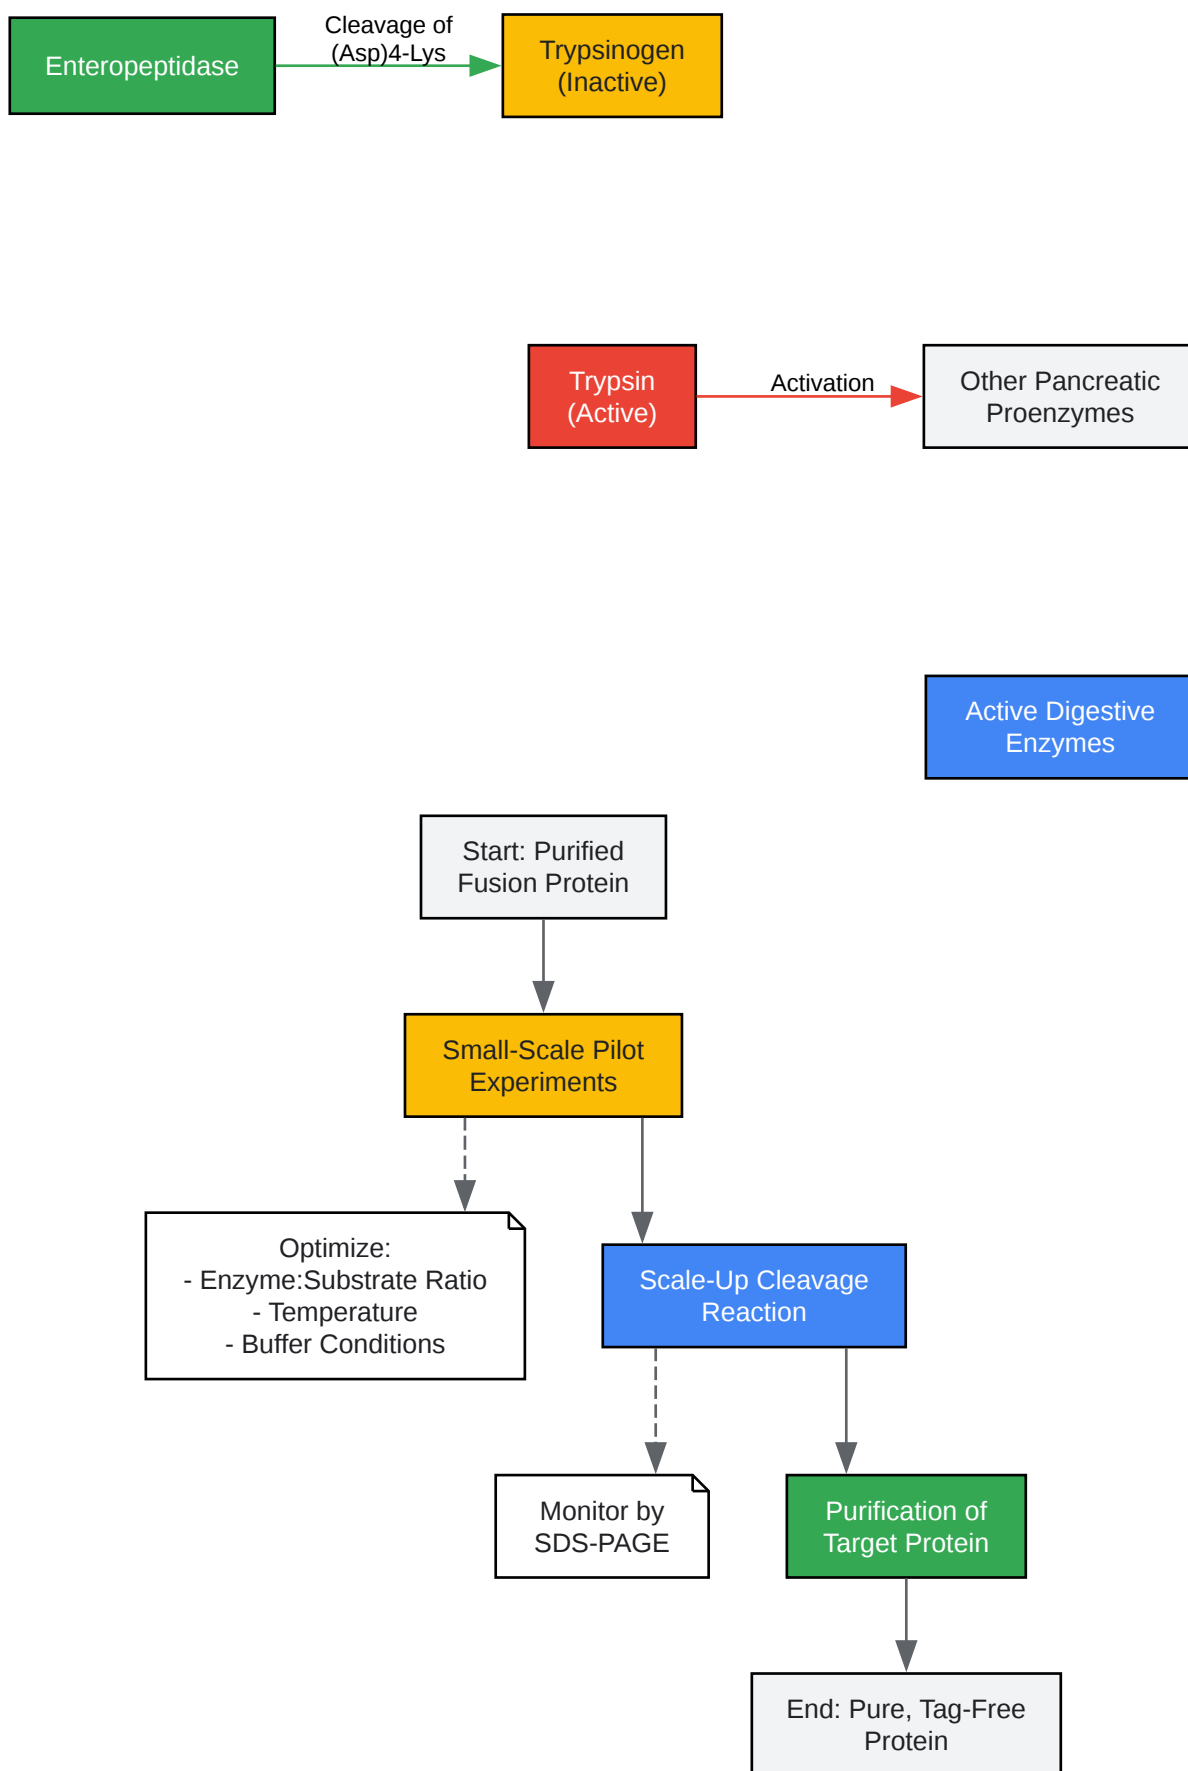 Enteropeptidase
Cleavage of
(Asp)4-Lys
Trypsinogen
(Inactive)
Trypsin
(Active)
Activation
Other Pancreatic
Proenzymes
Active Digestive
Enzymes
Start: Purified
Fusion Protein
Small-Scale Pilot
Experiments
Optimize:
- Enzyme:Substrate Ratio
- Temperature
- Buffer Conditions
Scale-Up Cleavage
Reaction
Monitor by
SDS-PAGE
Purification of
Target Protein
End: Pure, Tag-Free
Protein